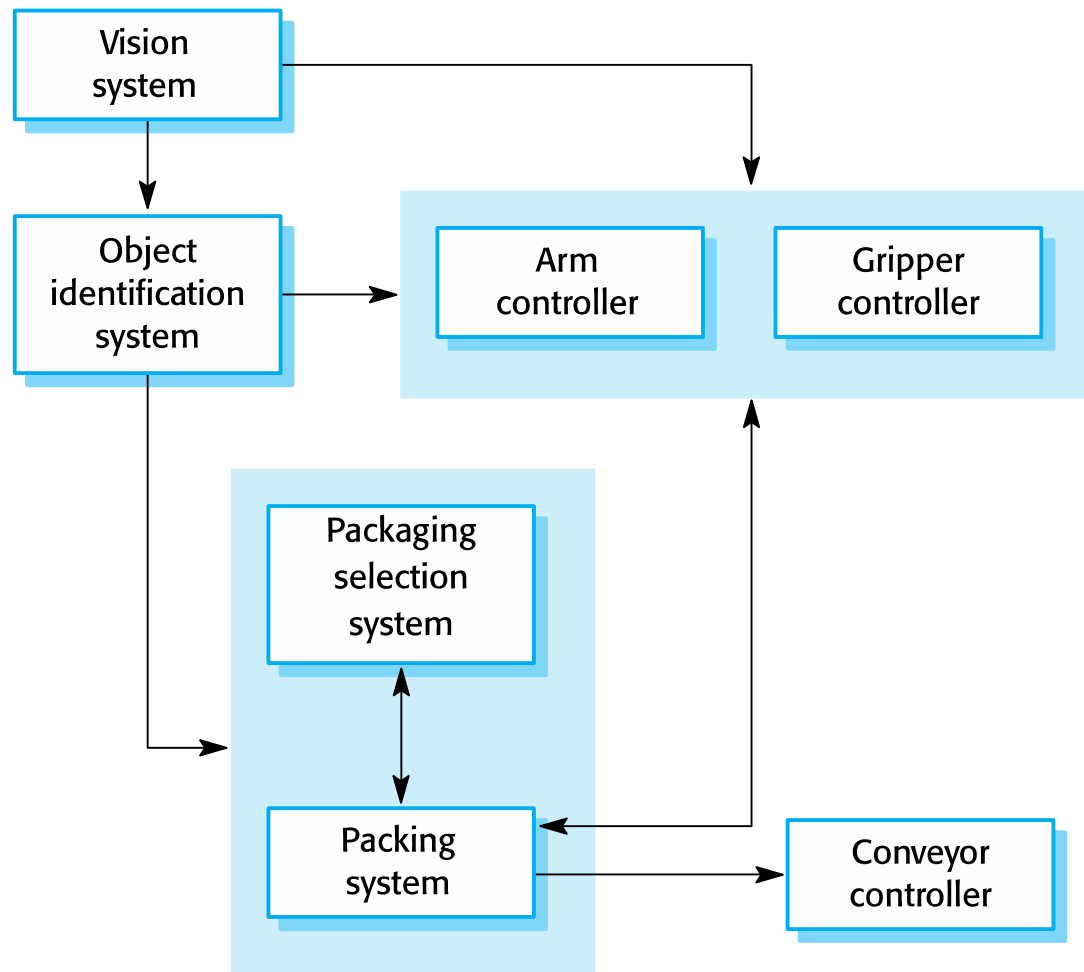 Vision
system
Object
identification
system
Arm
controller
Gripper
controller
Packaging
selection
system
Packing
system
Conveyor
controller